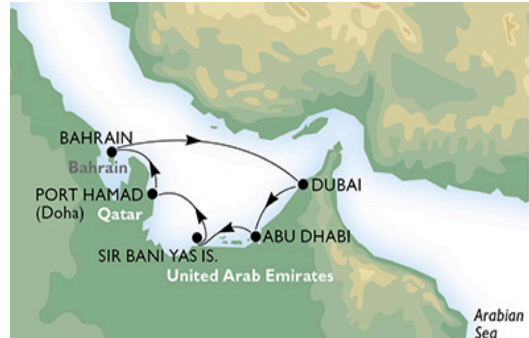 BAHRAIN
Bahrain
PORT HAMAD
(Doha) Qatar
DUBAI
ABU DHABI
SIR BANI YAS IS.
United Arab Emirates
Arabian
Sea